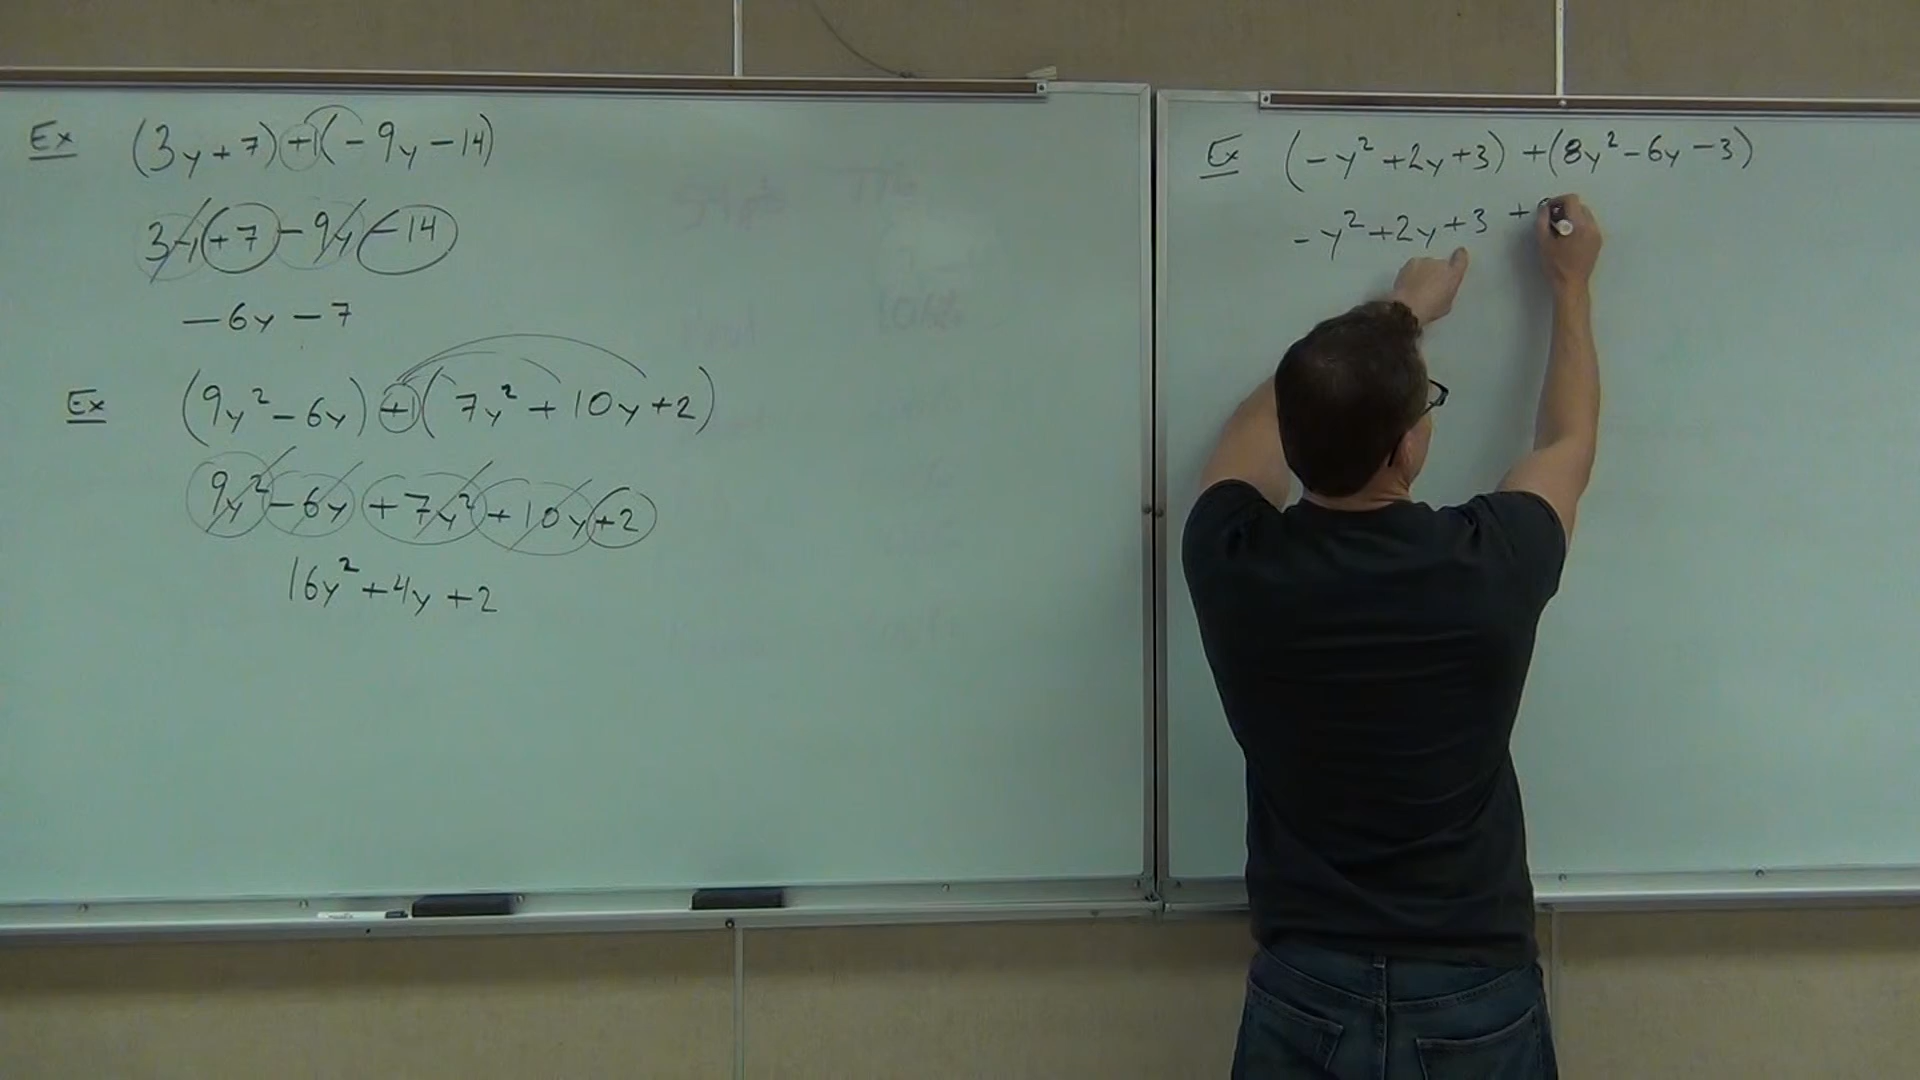 Ex (3y+7)+1(-9y-14)
3y+7-9y-14
-6y-7
Ex (9y²-6y)+1(7y²+10y+2)
9y²-6y+7y²+10y+2
16y²+4y+2
Ex (-y²+2y+3)+(8y²-6y-3)
-y²+2y+3 +